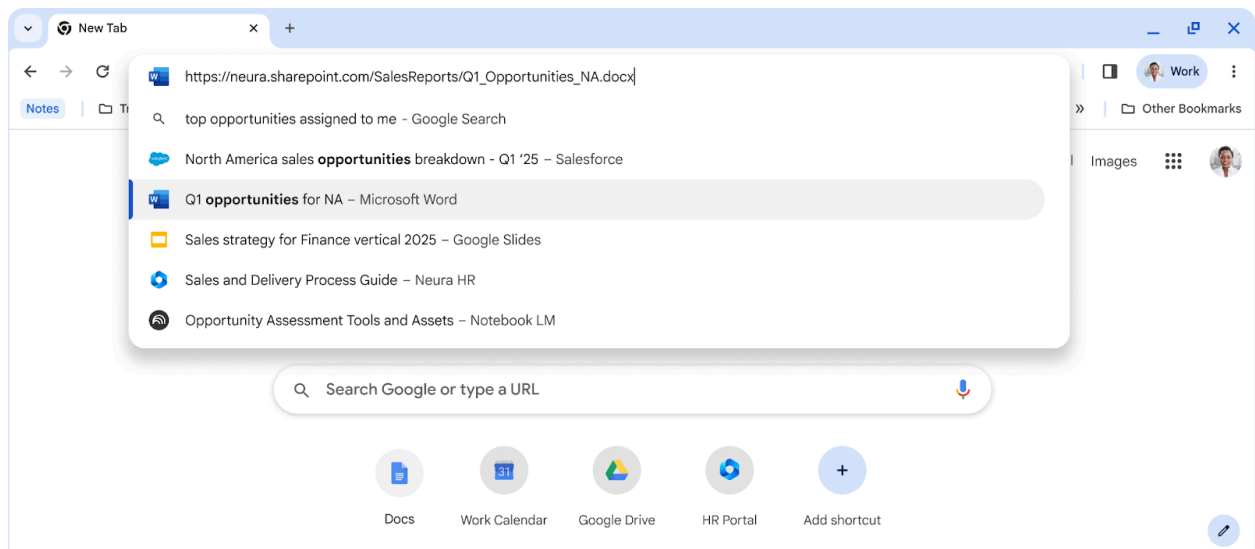 New Tab
https://neura.sharepoint.com/SalesReports/Q1_Opportunities_NA.docx
Work
Notes
Other Bookmarks
top opportunities assigned to me - Google Search
North America sales opportunities breakdown - Q1 ‘25 – Salesforce
Images
Q1 opportunities for NA – Microsoft Word
Sales strategy for Finance vertical 2025 – Google Slides
Sales and Delivery Process Guide – Neura HR
Opportunity Assessment Tools and Assets – Notebook LM
Search Google or type a URL
31
Docs
Work Calendar
Google Drive
HR Portal
Add shortcut